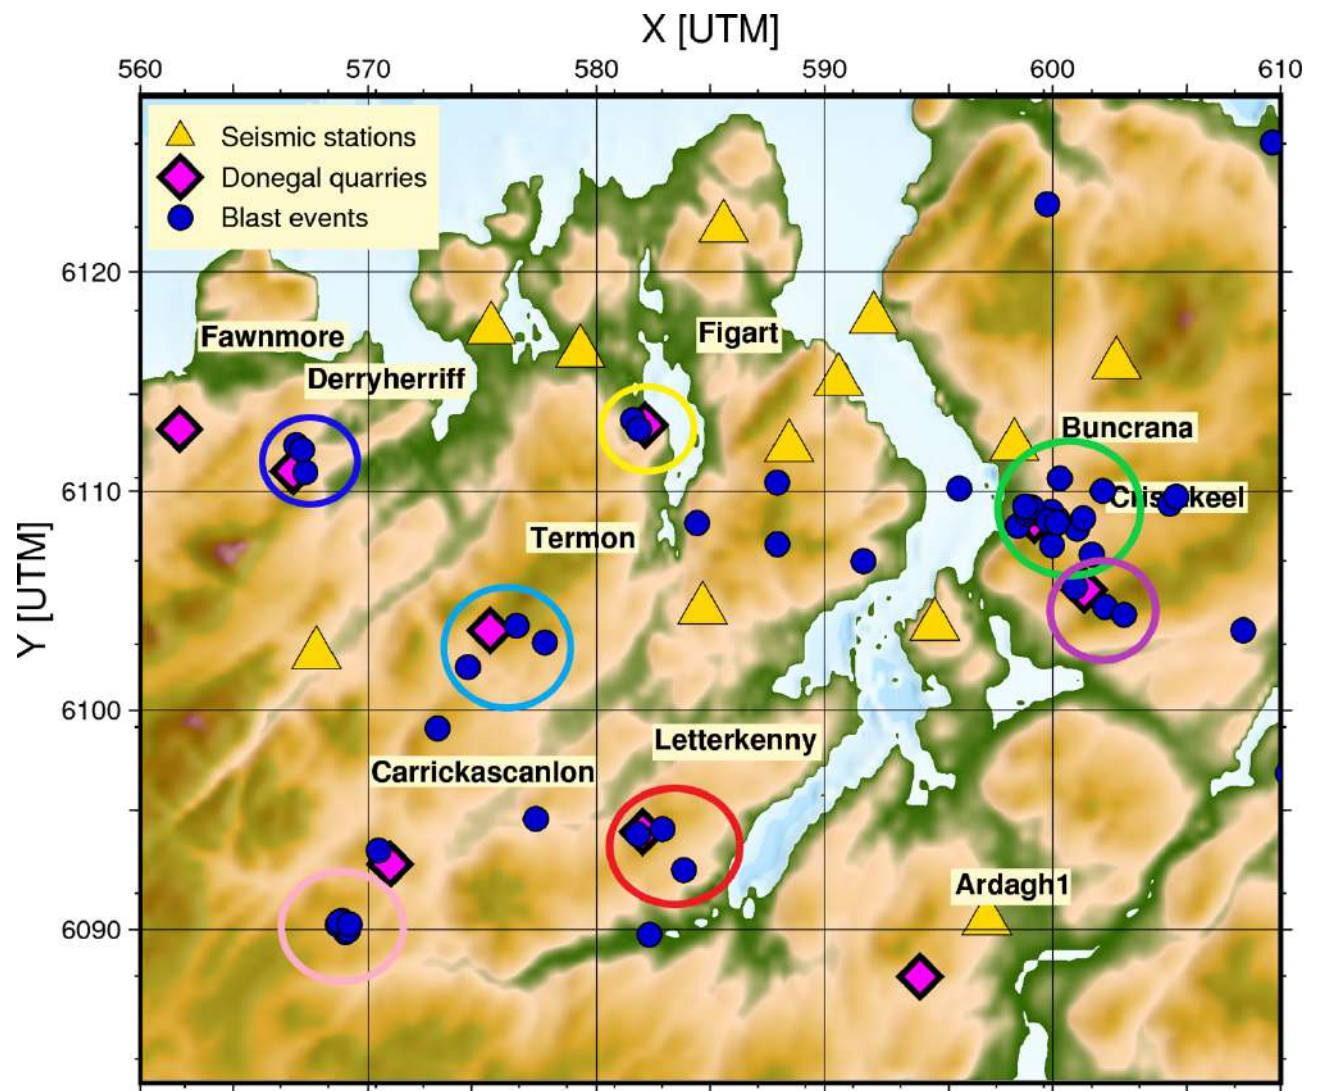 X [UTM]
560 570 580 590 600 610
Seismic stations
Donegal quarries
Blast events
6120
Fawnmore
Figart
Derryherriff
Buncrana
6110
Termon
Y [UTM]
6100
Letterkenny
Carrickascanlon
Ardagh1
6090